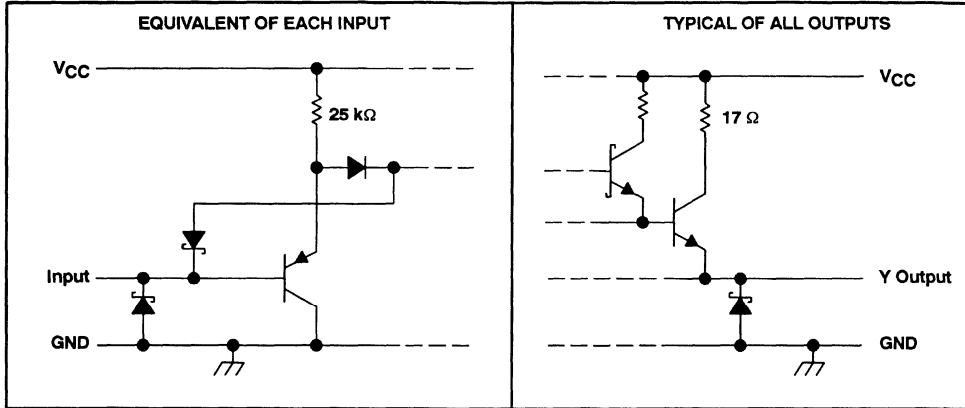 EQUIVALENT OF EACH INPUT
VCC
25 kΩ
Input
GND
TYPICAL OF ALL OUTPUTS
VCC
17 Ω
Y Output
GND